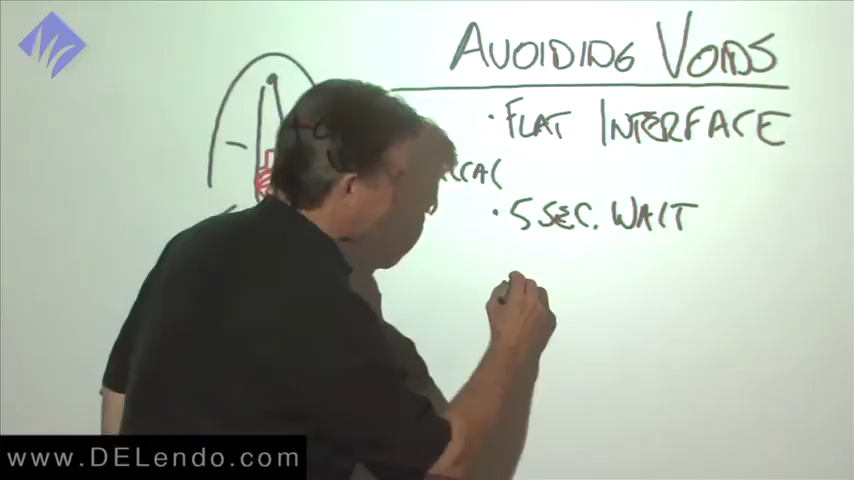 AVOIDING VOIDS
• FLAT INTERFACE
• 5 SEC. WAIT
www.DELendo.com